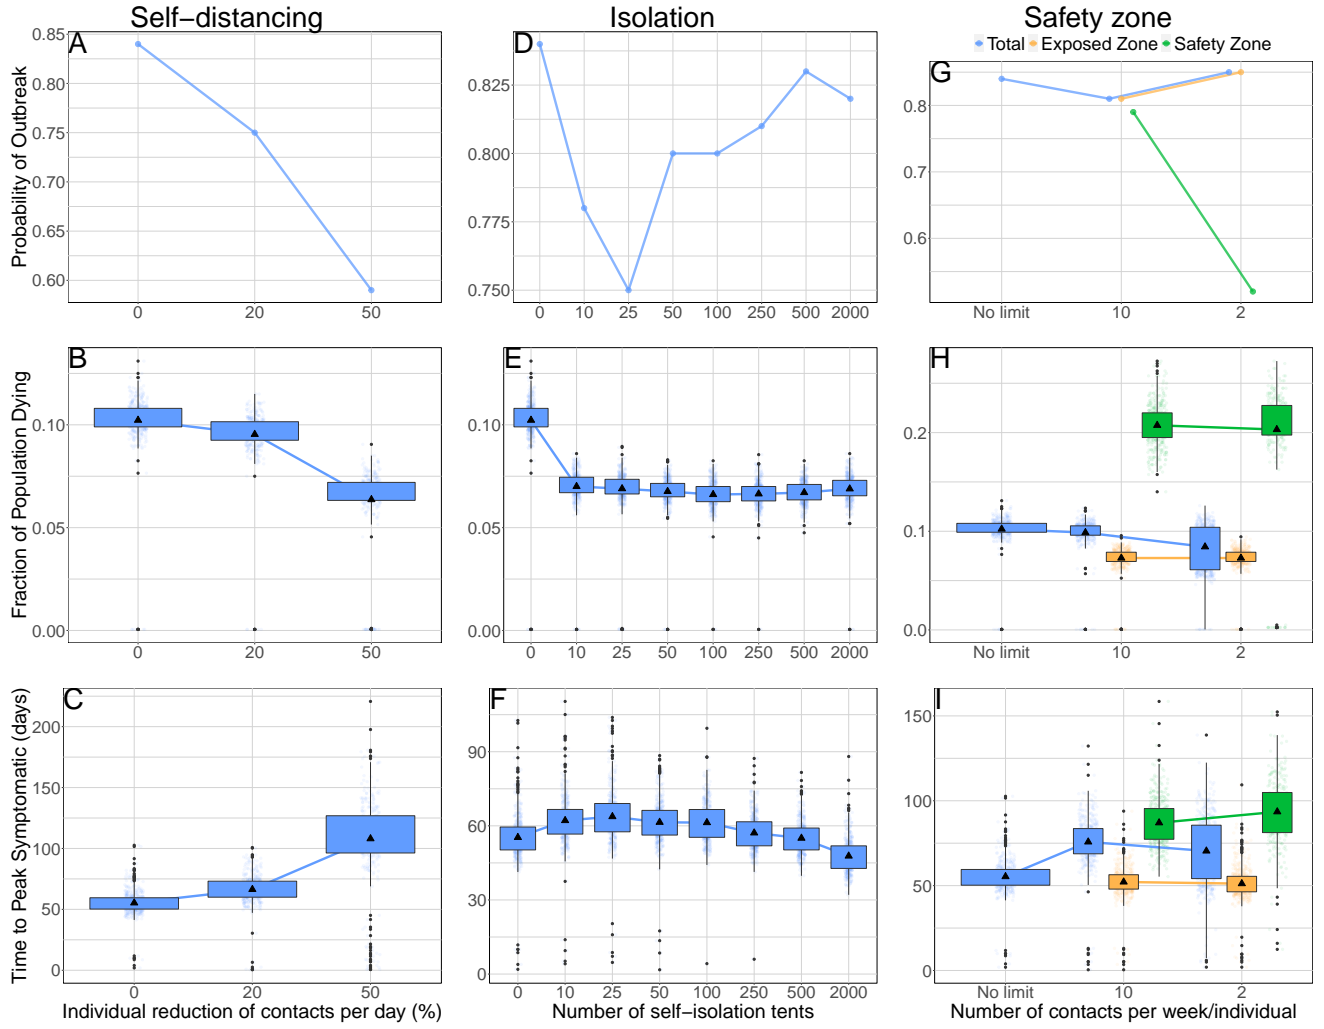 Self−distancing
Isolation
Safety zone
Total Exposed Zone Safety Zone
A
D
G
Probability of Outbreak
0.85
0.80
0.75
0.70
0.65
0.60
0 20 50
0.825
0.800
0.775
0.750
0 10 25 50 100 250 500 2000
0.8
0.7
0.6
No limit 10 2
B
E
H
Fraction of Population Dying
0.10
0.05
0.00
0 20 50
0.10
0.05
0.00
0 10 25 50 100 250 500 2000
0.2
0.1
0.0
No limit 10 2
C
F
I
Time to Peak Symptomatic (days)
200
150
100
50
0
0 20 50
Individual reduction of contacts per day (%)
90
60
30
0
0 10 25 50 100 250 500 2000
Number of self−isolation tents
150
100
50
0
No limit 10 2
Number of contacts per week/individual